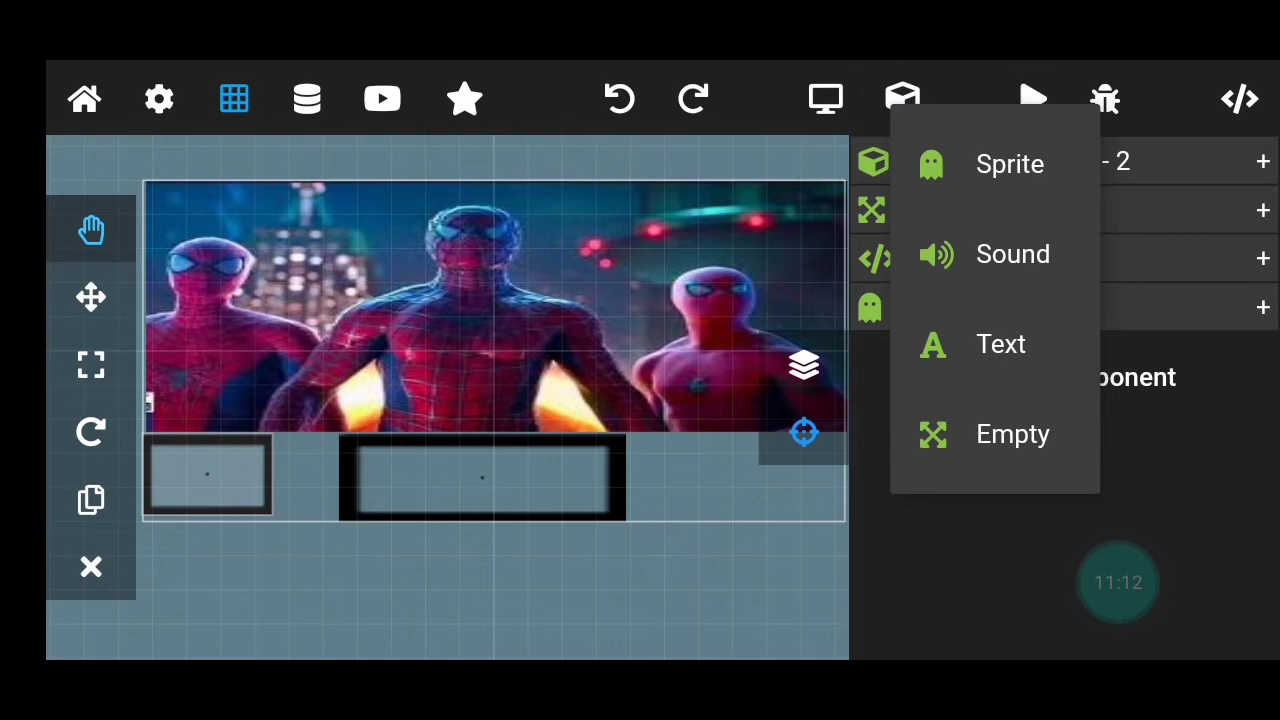 Sprite
- 2
+
+
Sound
+
+
Text
ponent
Empty
11:12